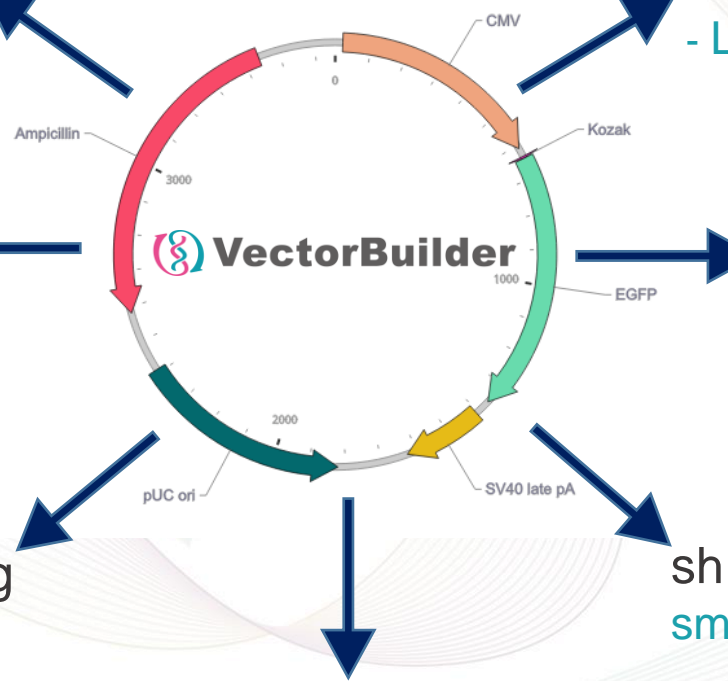 CMV
- L
0
Ampicillin
Kozak
3000
VectorBuilder
1000
EGFP
2000
pUC ori
SV40 late pA
g
sh
sm